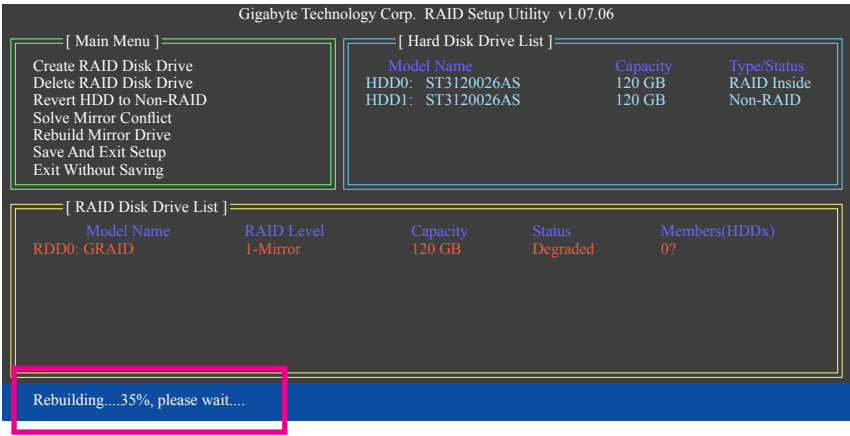 Gigabyte Technology Corp. RAID Setup Utility v1.07.06
[ Main Menu ]
Create RAID Disk Drive
Delete RAID Disk Drive
Revert HDD to Non-RAID
Solve Mirror Conflict
Rebuild Mirror Drive
Save And Exit Setup
Exit Without Saving
[ Hard Disk Drive List ]
Model Name Capacity Type/Status
HDD0: ST3120026AS 120 GB RAID Inside
HDD1: ST3120026AS 120 GB Non-RAID
[ RAID Disk Drive List ]
Model Name RAID Level Capacity Status Members(HDDx)
RDD0: GRAID 1-Mirror 120 GB Degraded 0?
Rebuilding....35%, please wait....